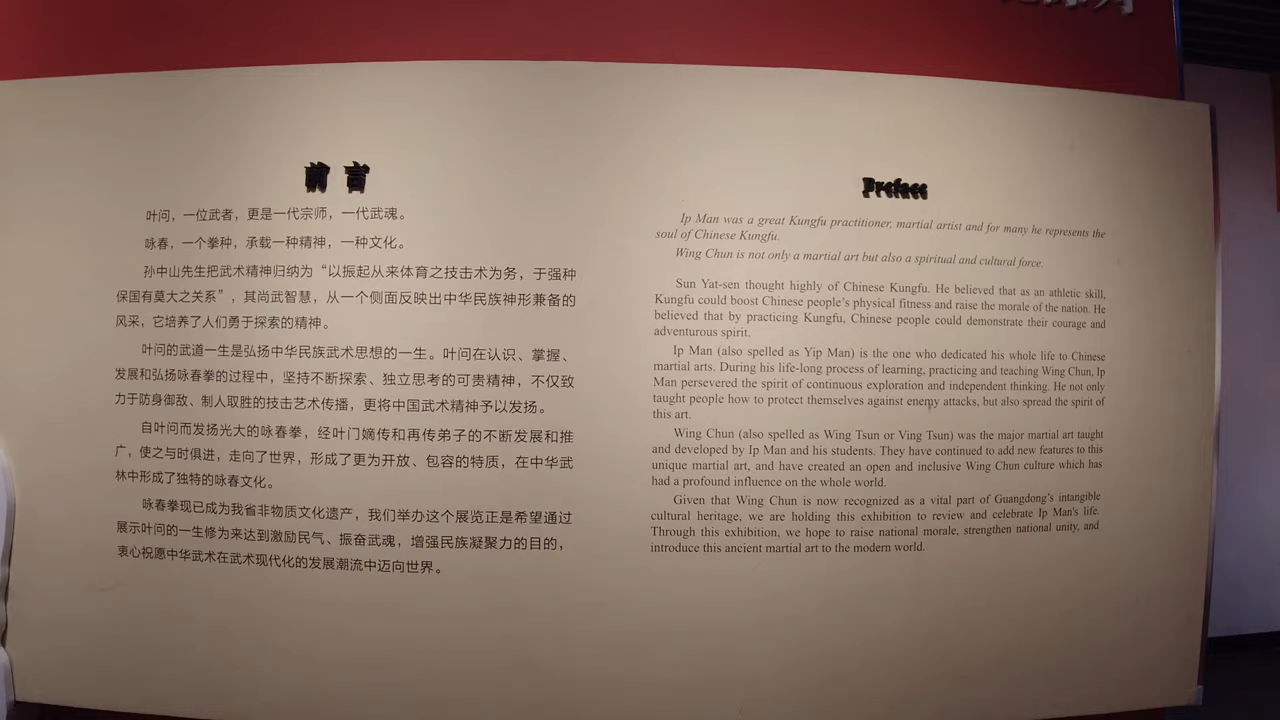 前言
叶问，一位武者，更是一代宗师，一代武魂。
咏春，一个拳种，承载一种精神，一种文化。
孙中山先生把武术精神归纳为“以振起从来体育之技击术为务，于强种
保国有莫大之关系”，其尚武智慧，从一个侧面反映出中华民族神形兼备的
风采，它培养了人们勇于探索的精神。
叶问的武道一生是弘扬中华民族武术思想的一生。叶问在认识、掌握、
发展和弘扬咏春拳的过程中，坚持不断探索、独立思考的可贵精神，不仅致
力于防身御敌、制人取胜的技击艺术传播，更将中国武术精神予以发扬。
自叶问而发扬光大的咏春拳，经叶门嫡传和再传弟子的不断发展和推
广，使之与时俱进，走向了世界，形成了更为开放、包容的特质，在中华武
林中形成了独特的咏春文化。
咏春拳现已成为我省非物质文化遗产，我们举办这个展览正是希望通过
展示叶问的一生修为来达到激励民气、振奋武魂，增强民族凝聚力的目的，
衷心祝愿中华武术在武术现代化的发展潮流中迈向世界。
Preface
Ip Man was a great Kungfu practitioner, martial artist and for many he represents the
soul of Chinese Kungfu.
Wing Chun is not only a martial art but also a spiritual and cultural force.
Sun Yat-sen thought highly of Chinese Kungfu. He believed that as an athletic skill,
Kungfu could boost Chinese people's physical fitness and raise the morale of the nation. He
believed that by practicing Kungfu, Chinese people could demonstrate their courage and
adventurous spirit.
Ip Man (also spelled as Yip Man) is the one who dedicated his whole life to Chinese
martial arts. During his life-long process of learning, practicing and teaching Wing Chun, Ip
Man persevered the spirit of continuous exploration and independent thinking. He not only
taught people how to protect themselves against enemy attacks, but also spread the spirit of
this art.
Wing Chun (also spelled as Wing Tsun or Ving Tsun) was the major martial art taught
and developed by Ip Man and his students. They have continued to add new features to this
unique martial art, and have created an open and inclusive Wing Chun culture which has
had a profound influence on the whole world.
Given that Wing Chun is now recognized as a vital part of Guangdong's intangible
cultural heritage, we are holding this exhibition to review and celebrate Ip Man's life.
Through this exhibition, we hope to raise national morale, strengthen national unity, and
introduce this ancient martial art to the modern world.